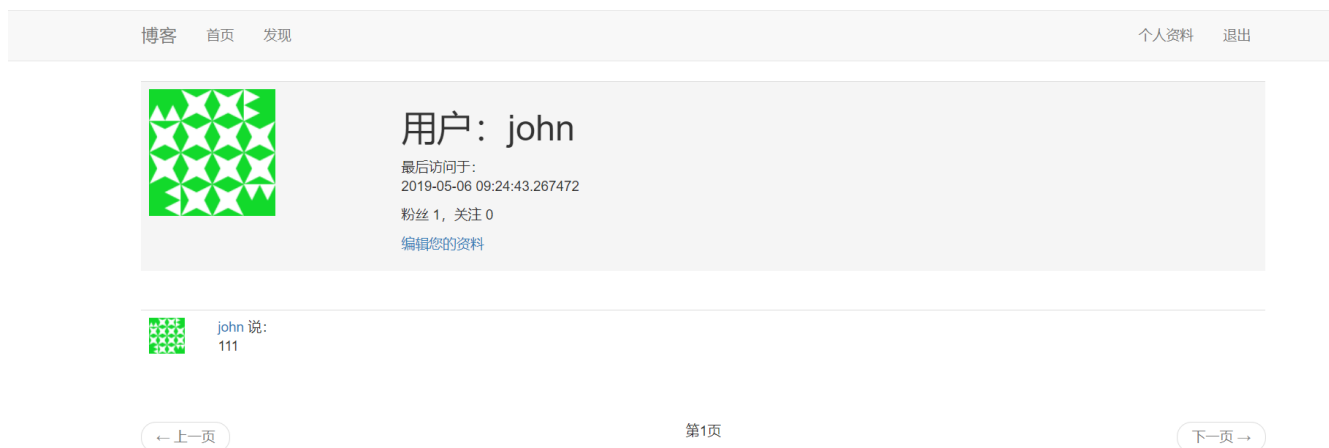 博客 首页 发现 个人资料 退出
用户：john
最后访问于：
2019-05-06 09:24:43.267472
粉丝 1，关注 0
编辑您的资料
john 说：
111
← 上一页 第1页 下一页 →